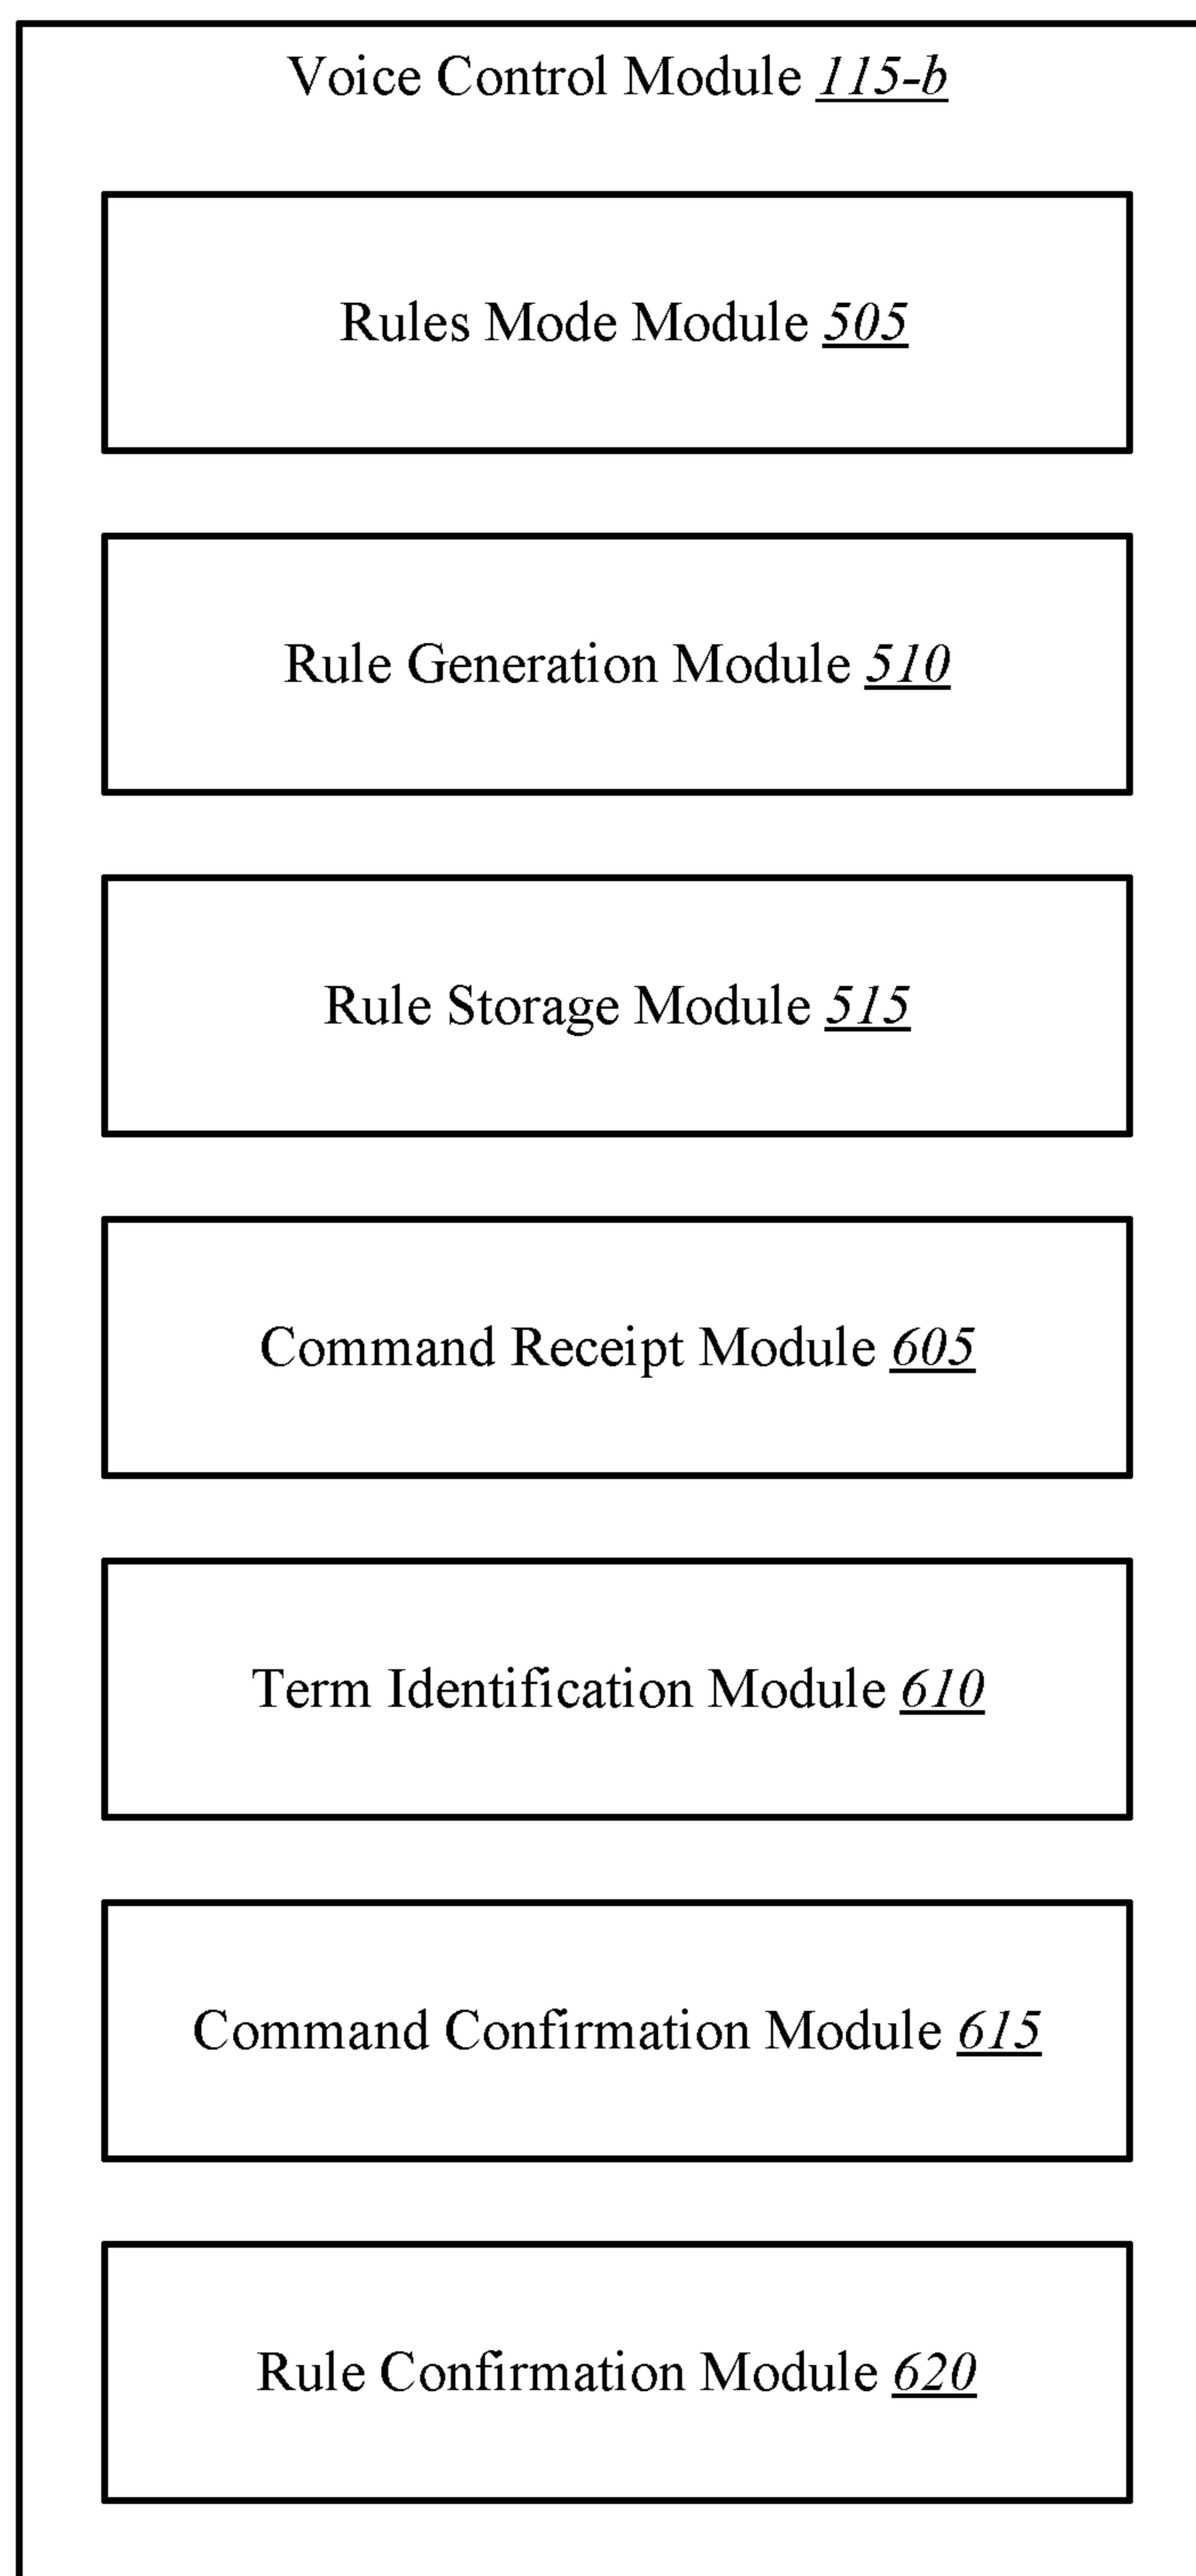 Voice Control Module 115-b
Rules Mode Module 505
Rule Generation Module 510
Rule Storage Module 515
Command Receipt Module 605
Term Identification Module 610
Command Confirmation Module 615
Rule Confirmation Module 620